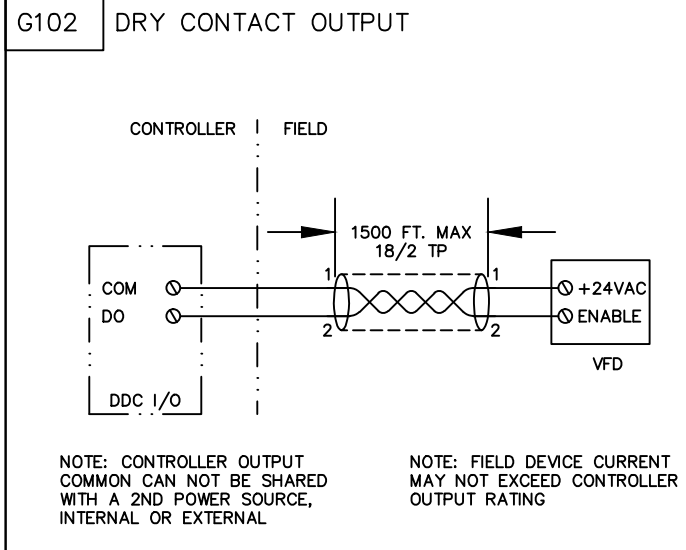 G102 DRY CONTACT OUTPUT
CONTROLLER FIELD
1500 FT. MAX
18/2 TP
1 1
COM +24VAC
DO ENABLE
2 2
VFD
DDC I/O
NOTE: CONTROLLER OUTPUT
COMMON CAN NOT BE SHARED
WITH A 2ND POWER SOURCE,
INTERNAL OR EXTERNAL
NOTE: FIELD DEVICE CURRENT
MAY NOT EXCEED CONTROLLER
OUTPUT RATING